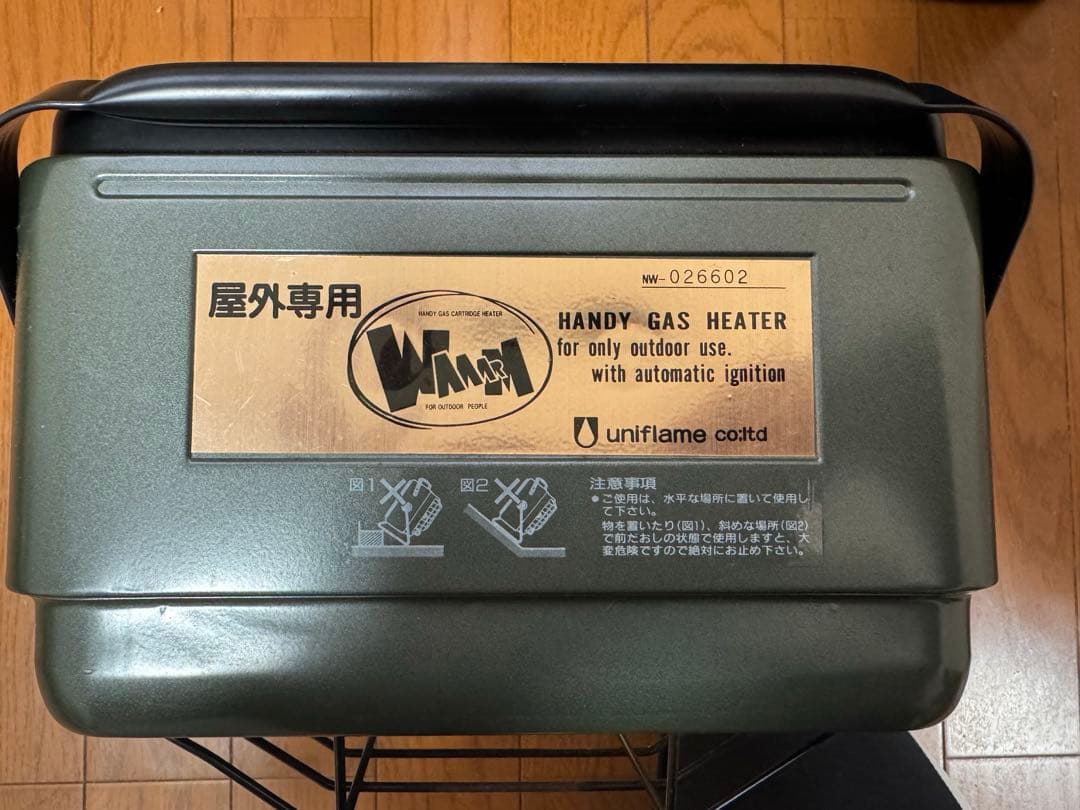 NW-026602
屋外専用
HANDY GAS CARTRIDGE HEATER
WAAARM
FOR OUTDOOR PEOPLE
HANDY GAS HEATER
for only outdoor use.
with automatic ignition
uniflame co:ltd
図1
図2
注意事項
●ご使用は、水平な場所に置いて使用し
て下さい。
物を置いたり(図1)、斜めな場所(図2)
で前たおしの状態で使用しますと、大
変危険ですので絶対にお止め下さい。